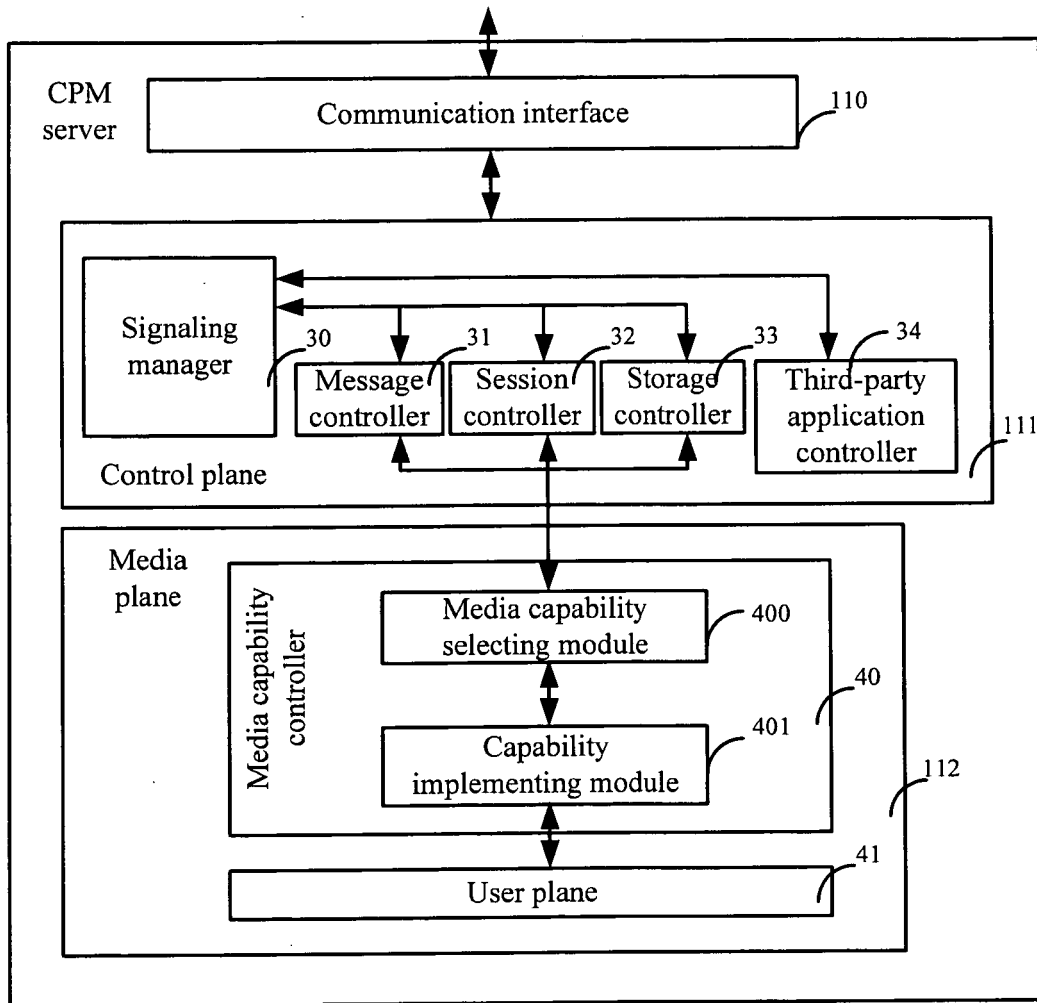 CPM
server
Communication interface
110
Signaling
manager
30
Message
controller
31
Session
controller
32
Storage
controller
33
Third-party
application
controller
34
Control plane
111
Media
plane
Media capability
controller
Media capability
selecting module
400
40
Capability
implementing module
401
112
User plane
41